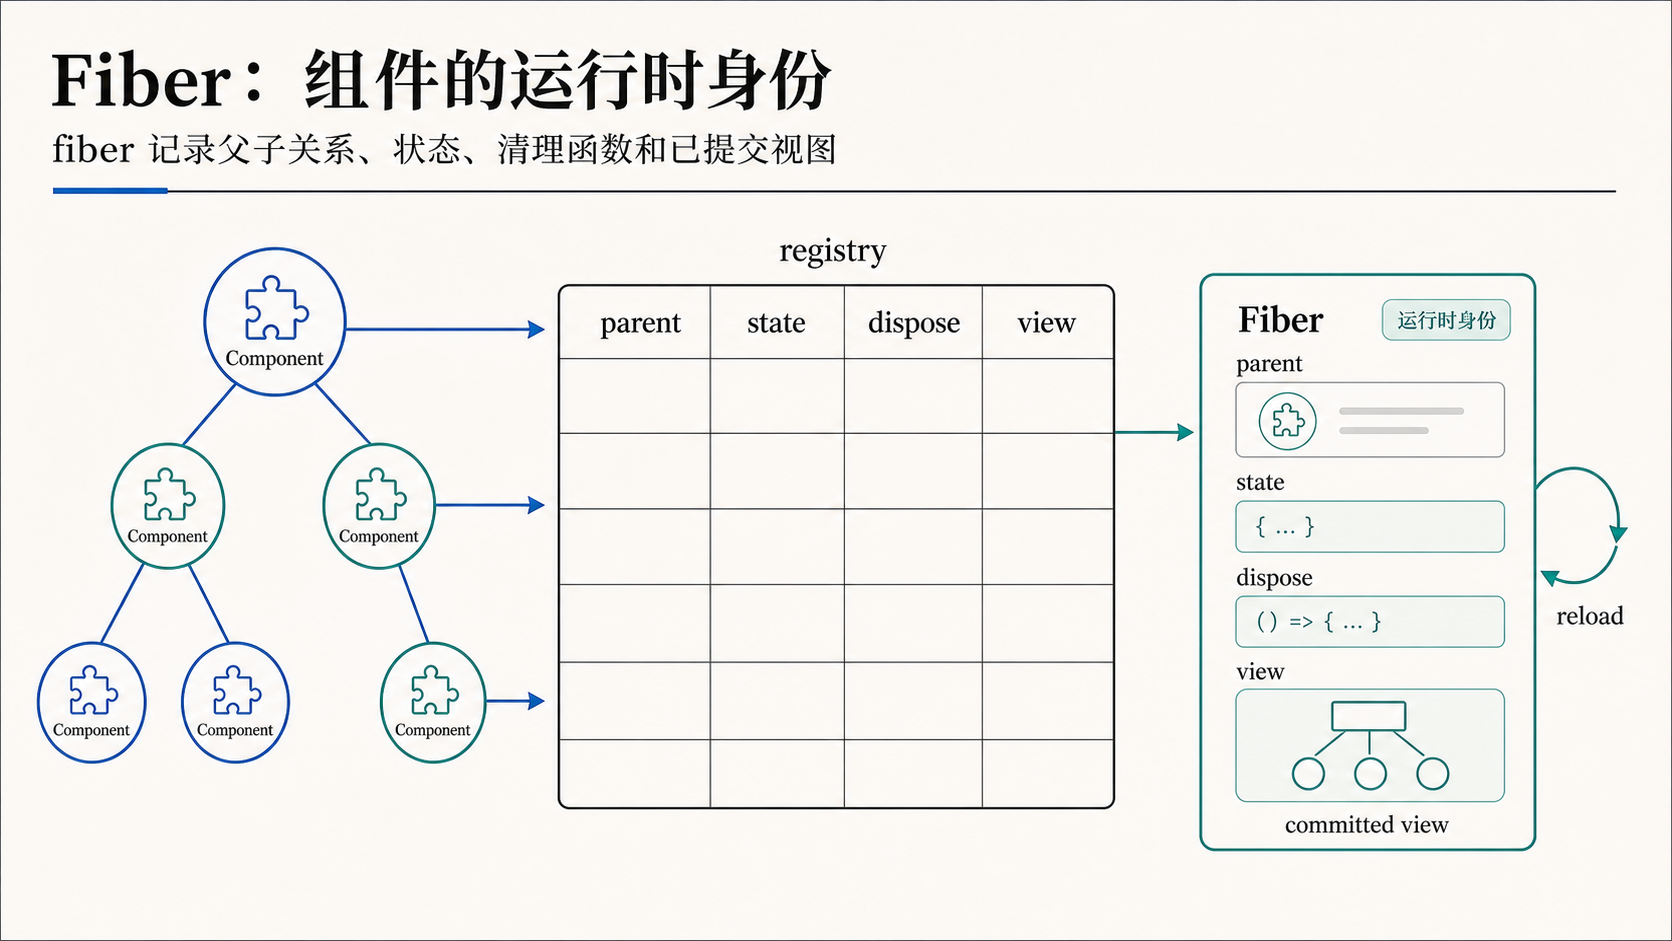 Fiber：组件的运行时身份
fiber 记录父子关系、状态、清理函数和已提交视图
Component
Component
Component
Component
Component
Component
registry
parent state dispose view
Fiber
运行时身份
parent
state
{ ... }
dispose
() => { ... }
view
committed view
reload